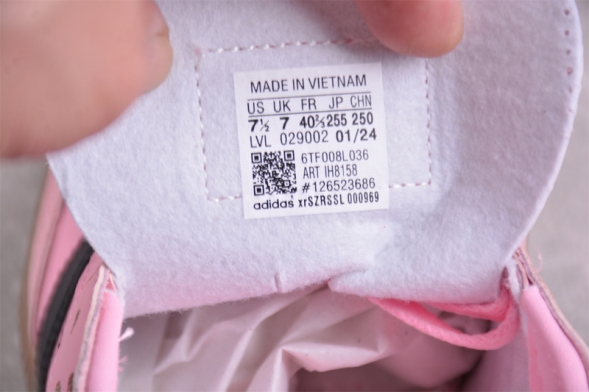 MADE IN VIETNAM
US UK FR JP CHN
7½ 7 40⅔ 255 250
LVL 029002 01/24
6TF008L036
ART IH8158
#126523686
adidas xrSZRSSL 000969